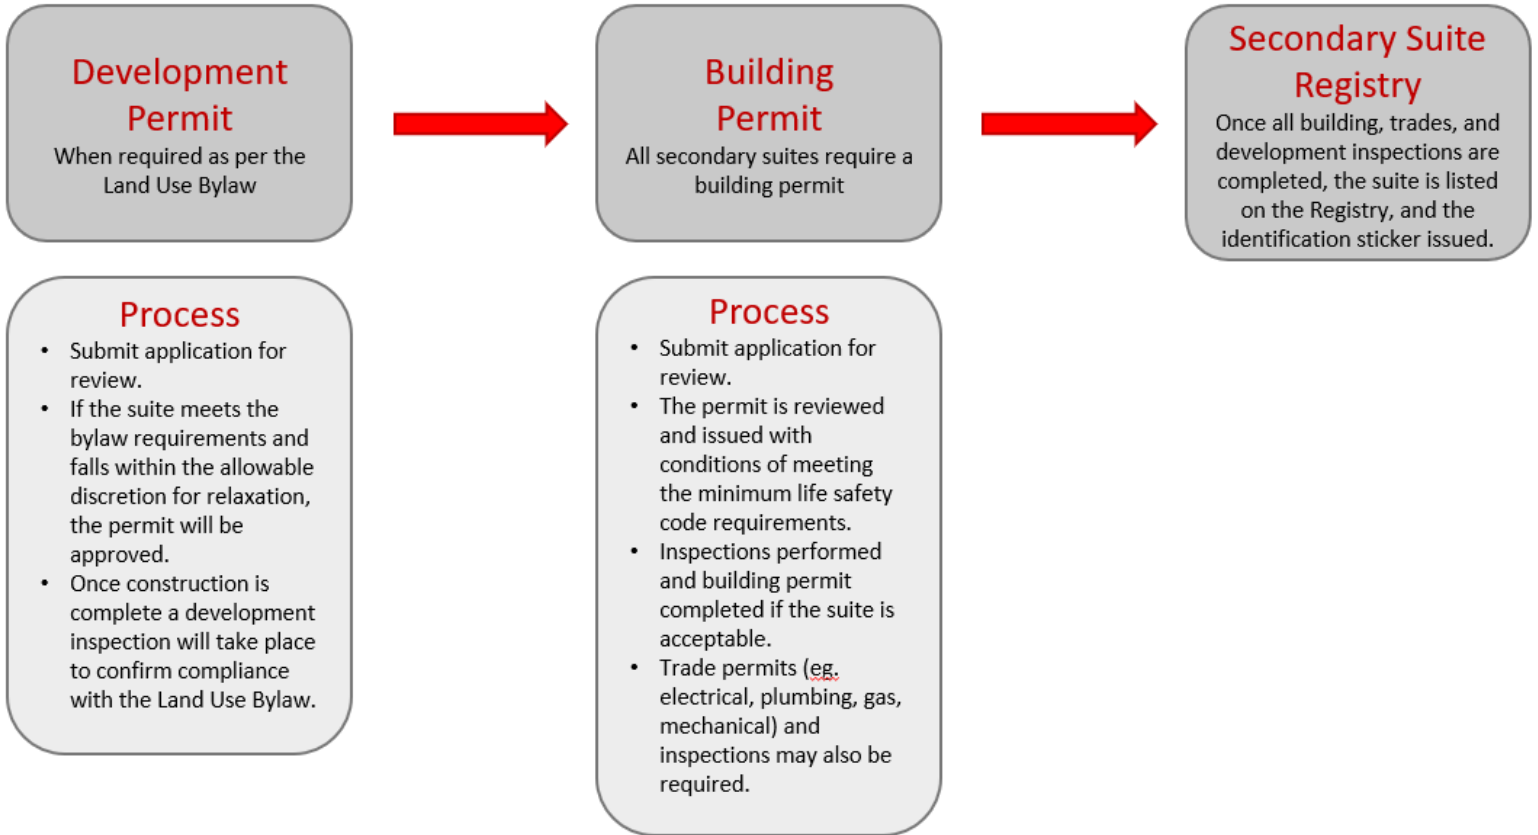 Development
Permit
When required as per the
Land Use Bylaw
Building
Permit
All secondary suites require a
building permit
Secondary Suite
Registry
Once all building, trades, and
development inspections are
completed, the suite is listed
on the Registry, and the
identification sticker issued.
Process
• Submit application for
review.
• If the suite meets the
bylaw requirements and
falls within the allowable
discretion for relaxation,
the permit will be
approved.
• Once construction is
complete a development
inspection will take place
to confirm compliance
with the Land Use Bylaw.
Process
• Submit application for
review.
• The permit is reviewed
and issued with
conditions of meeting
the minimum life safety
code requirements.
• Inspections performed
and building permit
completed if the suite is
acceptable.
• Trade permits (eg.
electrical, plumbing, gas,
mechanical) and
inspections may also be
required.